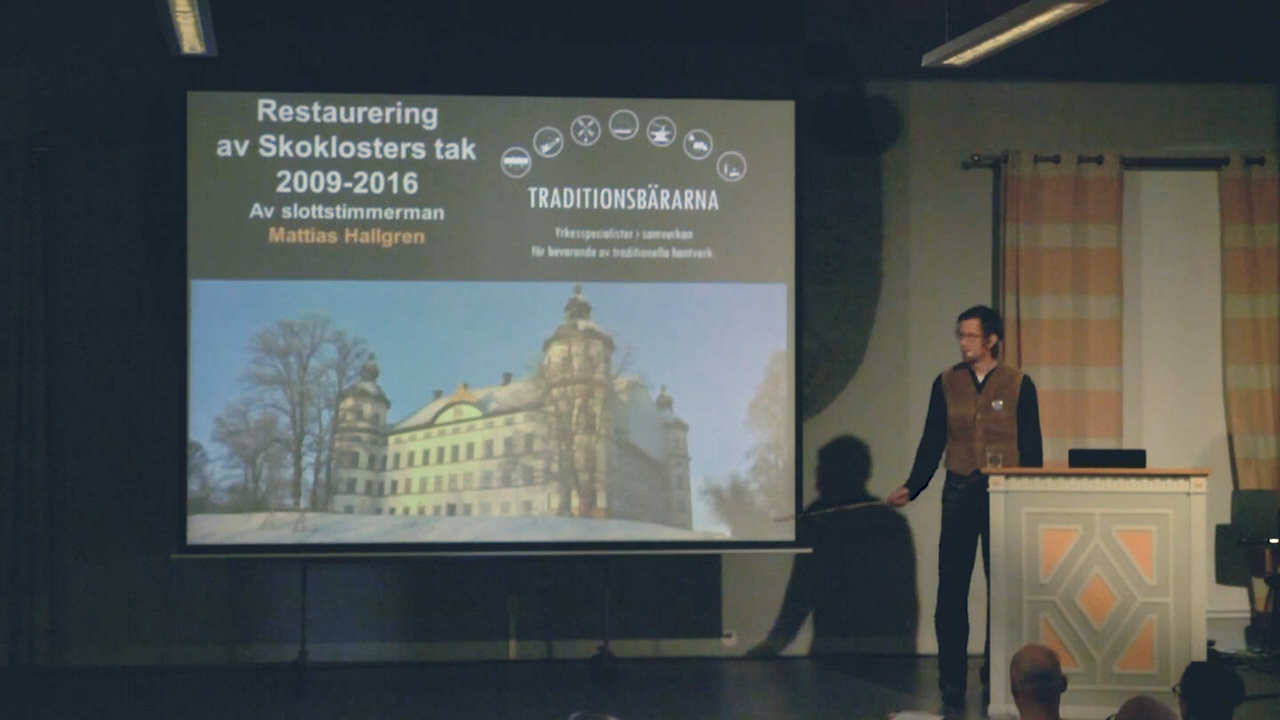 Restaurering
av Skoklosters tak
2009-2016
Av slottstimmerman
Mattias Hallgren
TRADITIONSBÄRARNA
Yrkesspecialister i samverkan
för bevarande av traditionella hantverk.